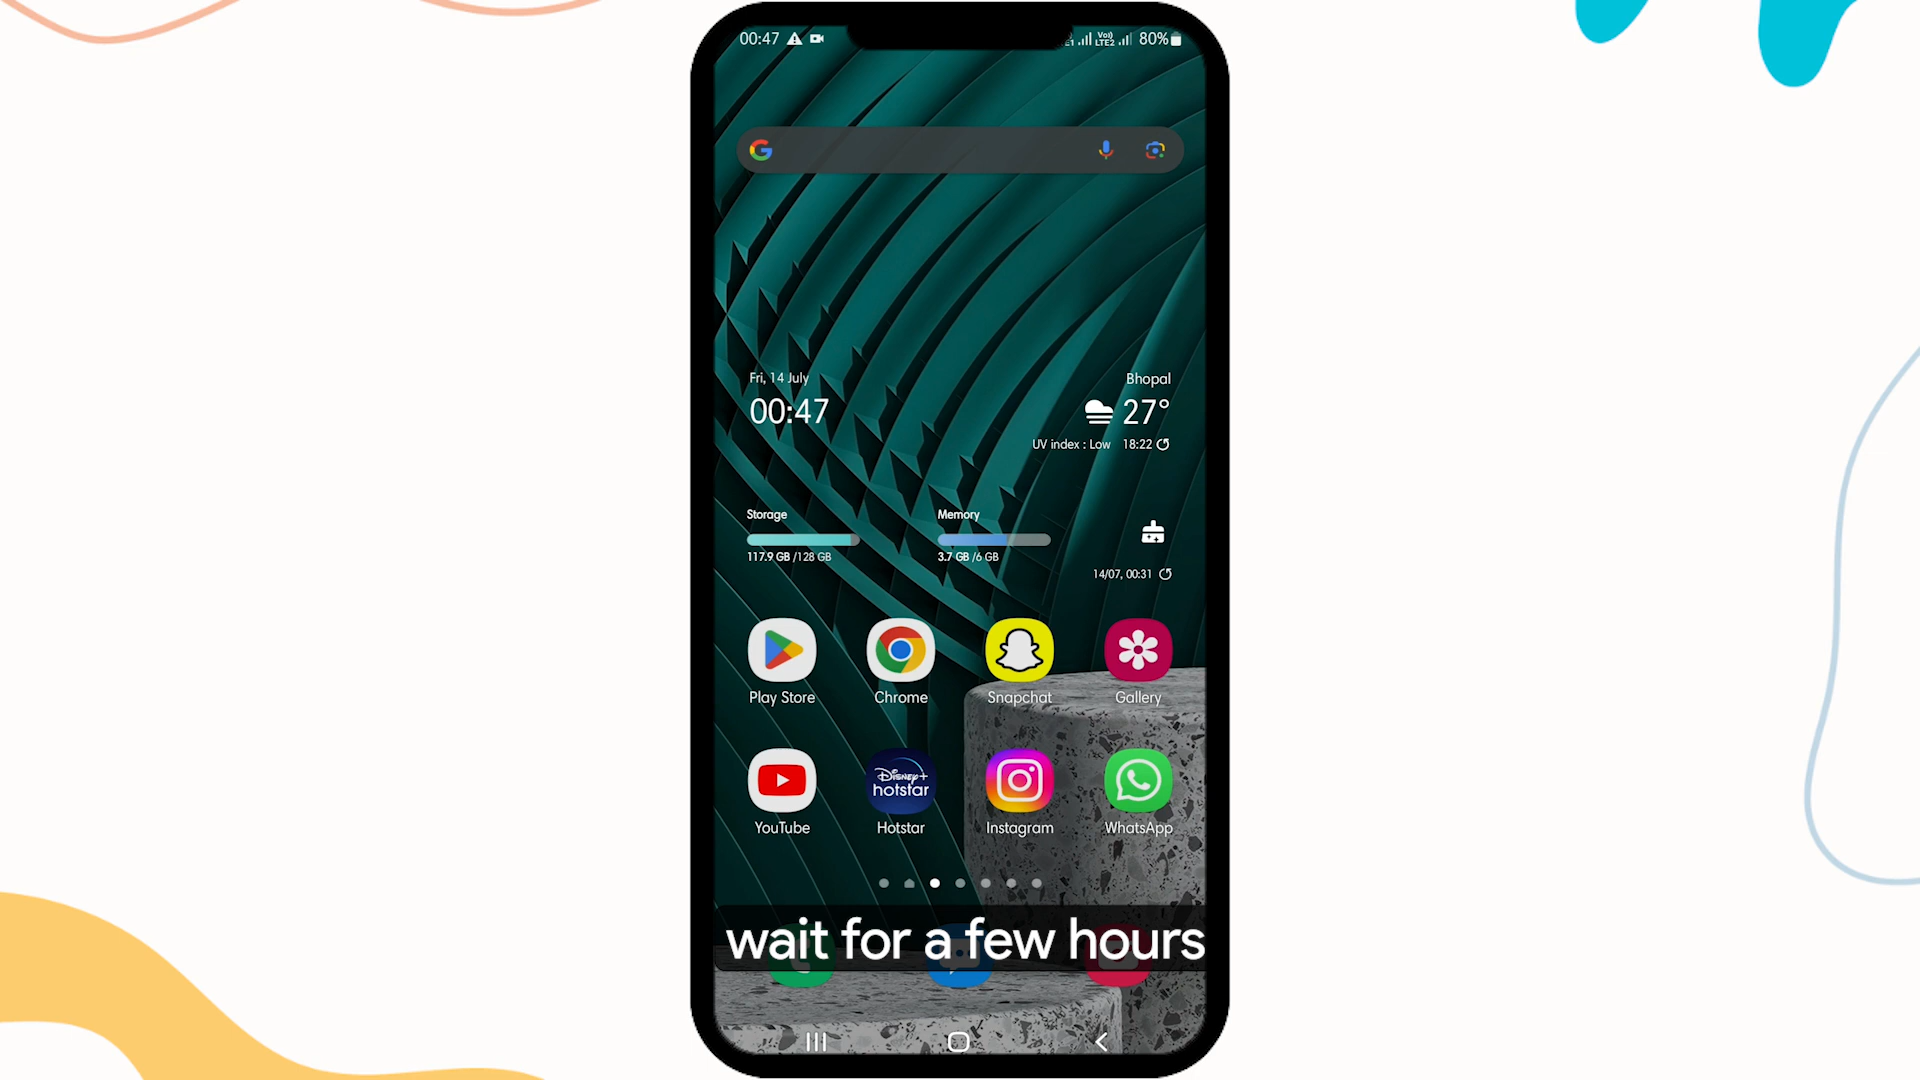 00:47
LTE2
80%
Fri, 14 July
00:47
Bhopal
27°
UV index : Low 18:22
Storage
117.9 GB /128 GB
Memory
3.7 GB /6 GB
14/07, 00:31
Play Store
Chrome
Snapchat
Gallery
Disney+
hotstar
YouTube
Hotstar
Instagram
WhatsApp
wait for a few hours